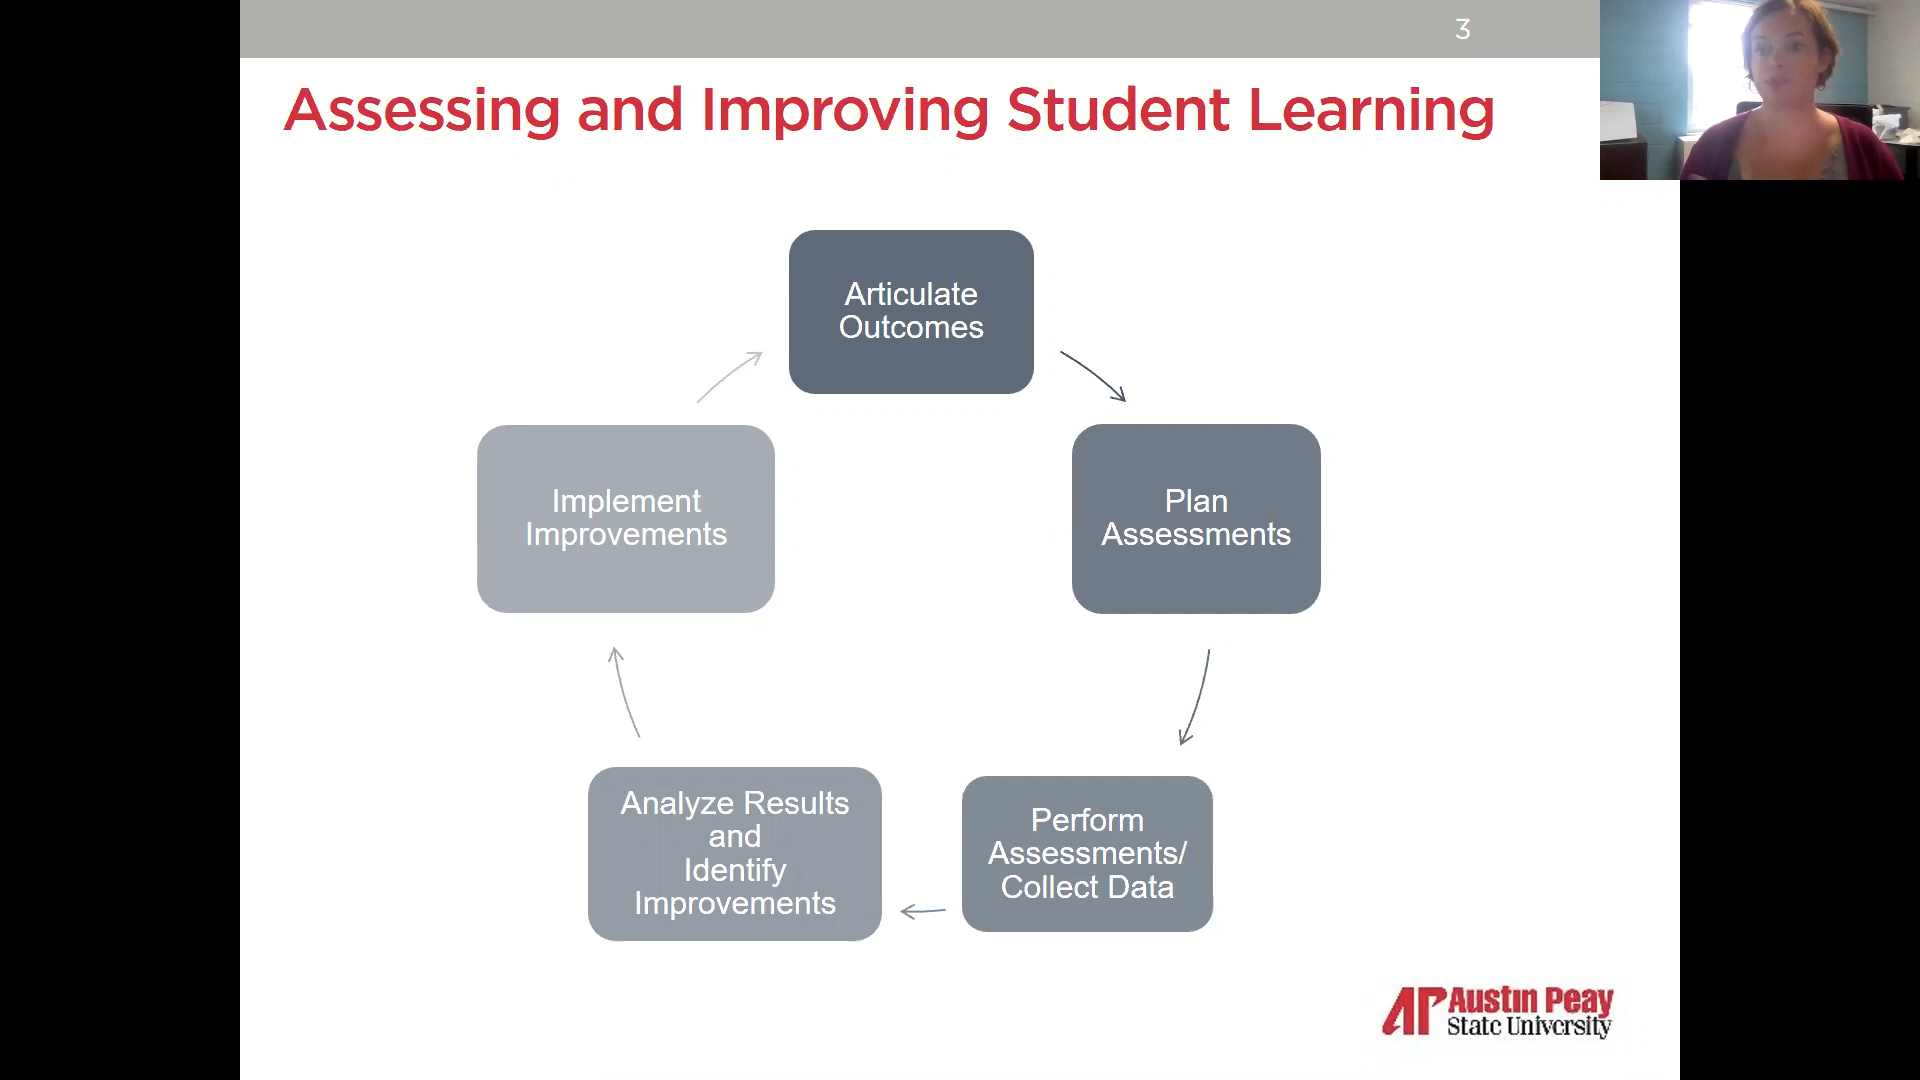 3
Assessing and Improving Student Learning
Articulate
Outcomes
Plan
Assessments
Perform
Assessments/
Collect Data
Analyze Results
and
Identify
Improvements
Implement
Improvements
AP Austin Peay
State University